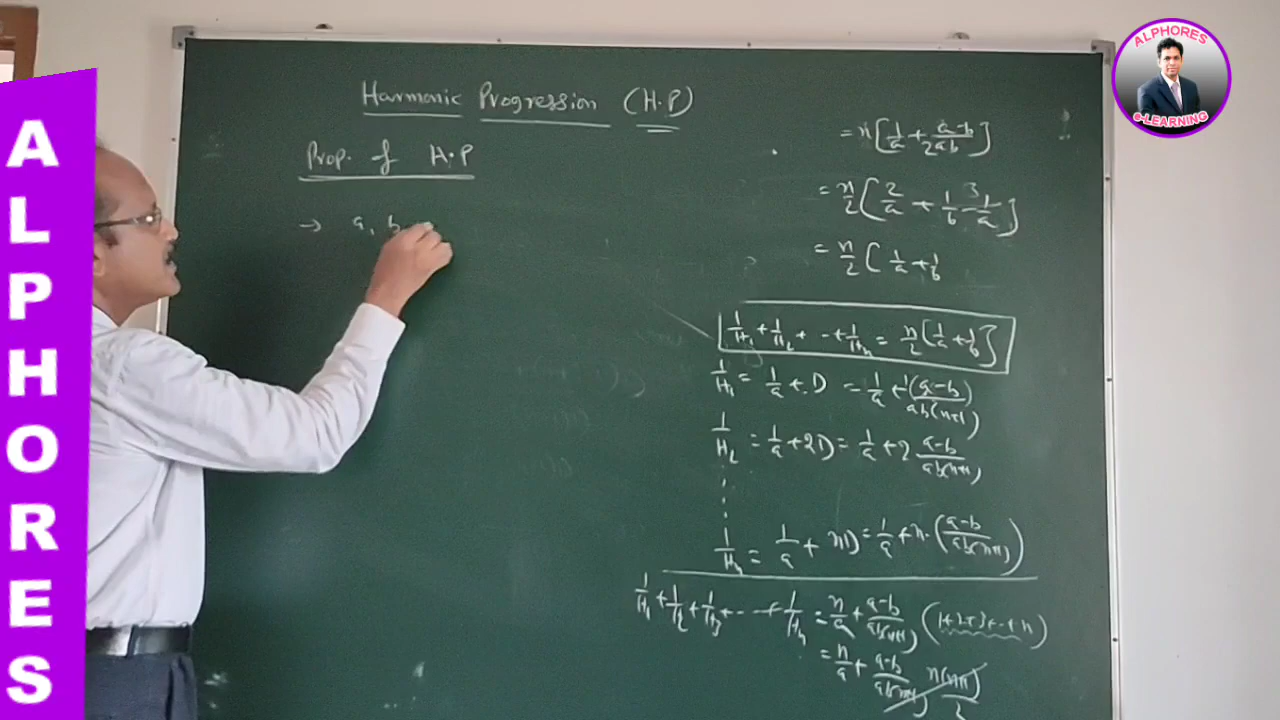 ALPHORES
ALPHORES
e-LEARNING
Harmonic Progression (H.P)
Prop. of H.P
→ a, b
= n[1/a + (a-b)/2ab]
= n/2 [2/a + 1/b - 1/a]
= n/2 [1/a + 1/b
1/H₁ + 1/H₂ + - - + 1/Hₙ = n/2 [1/a + 1/b]
1/H₁ = 1/a + D = 1/a + 1(a-b)/ab(n+1)
1/H₂ = 1/a + 2D = 1/a + 2 (a-b)/ab(n+1)
1/Hₙ = 1/a + nD = 1/a + n·((a-b)/ab(n+1))
1/H₁ + 1/H₂ + 1/H₃ + - - + 1/Hₙ = n/a + (a-b)/ab(n+1) (1+2+3+--+n)
= n/a + (a-b)/ab(n+1) n(n+1)/2